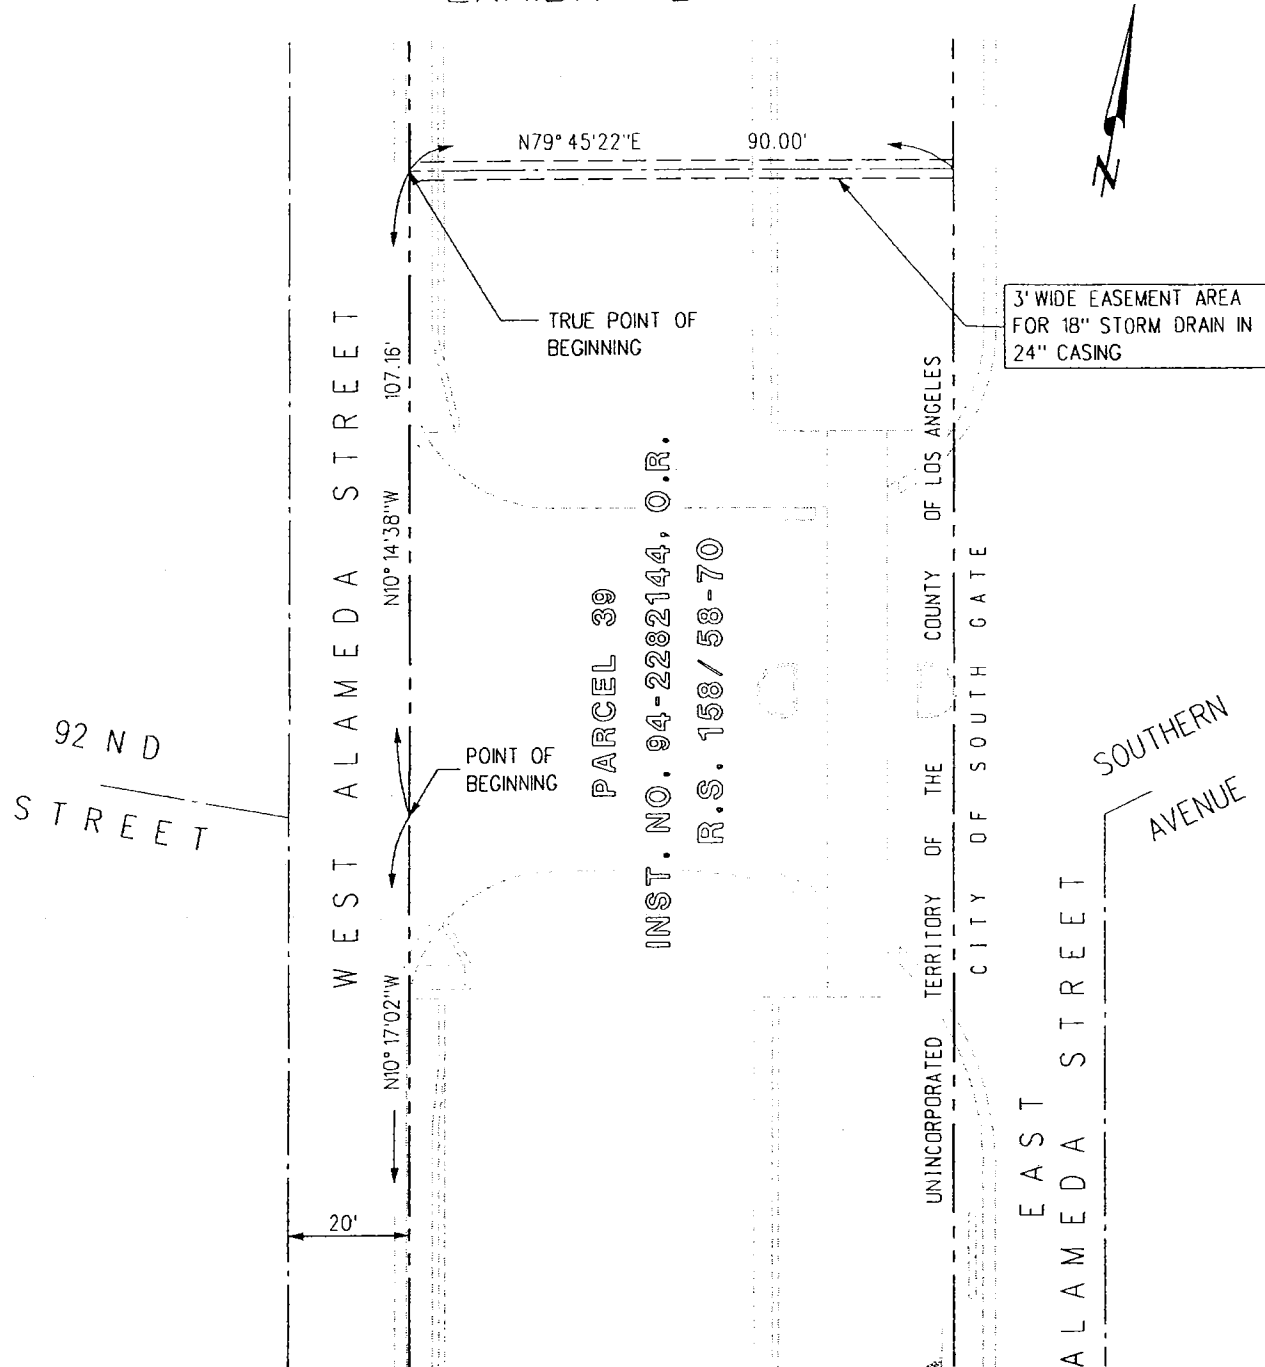 N79° 45'22"E 90.00'
N
3' WIDE EASEMENT AREA
FOR 18" STORM DRAIN IN
24" CASING
TRUE POINT OF
BEGINNING
WEST ALAMEDA STREET
107.16'
N10° 14'38"W
PARCEL 39
INST. NO. 94-2282144, O.R.
R.S. 158/58-70
UNINCORPORATED TERRITORY OF THE COUNTY OF LOS ANGELES
CITY OF SOUTH GATE
92 ND
STREET
POINT OF
BEGINNING
SOUTHERN
AVENUE
N10° 17'02"W
20'
EAST
ALAMEDA STREET